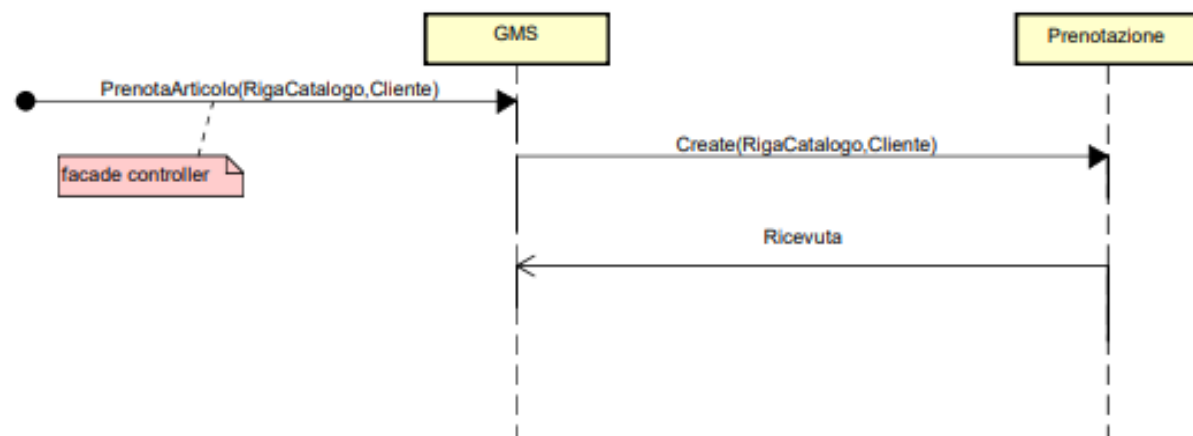 GMS
Prenotazione
PrenotaArticolo(RigaCatalogo,Cliente)
Create(RigaCatalogo,Cliente)
facade controller
Ricevuta